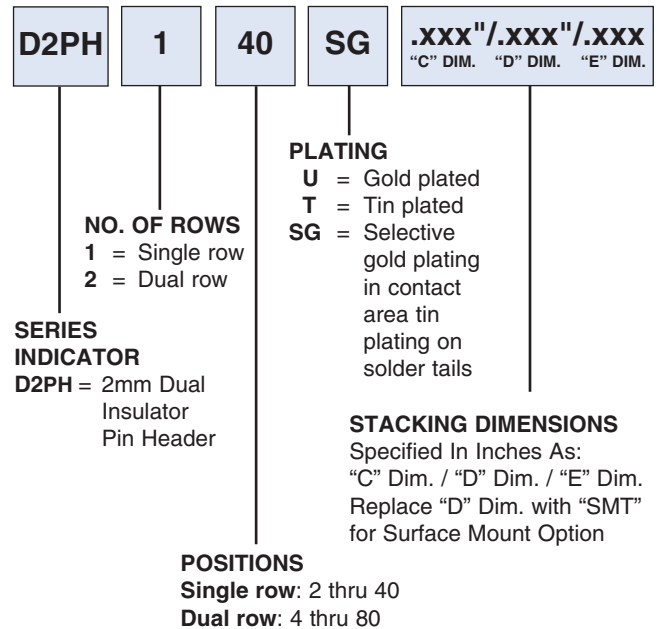 D2PH 1 40 SG .xxx"/.xxx"/.xxx
“C” DIM. “D” DIM. “E” DIM.
PLATING
U = Gold plated
T = Tin plated
SG = Selective
gold plating
in contact
area tin
plating on
solder tails
NO. OF ROWS
1 = Single row
2 = Dual row
SERIES
INDICATOR
D2PH = 2mm Dual
Insulator
Pin Header
STACKING DIMENSIONS
Specified In Inches As:
“C” Dim. / “D” Dim. / “E” Dim.
Replace “D” Dim. with “SMT”
for Surface Mount Option
POSITIONS
Single row: 2 thru 40
Dual row: 4 thru 80